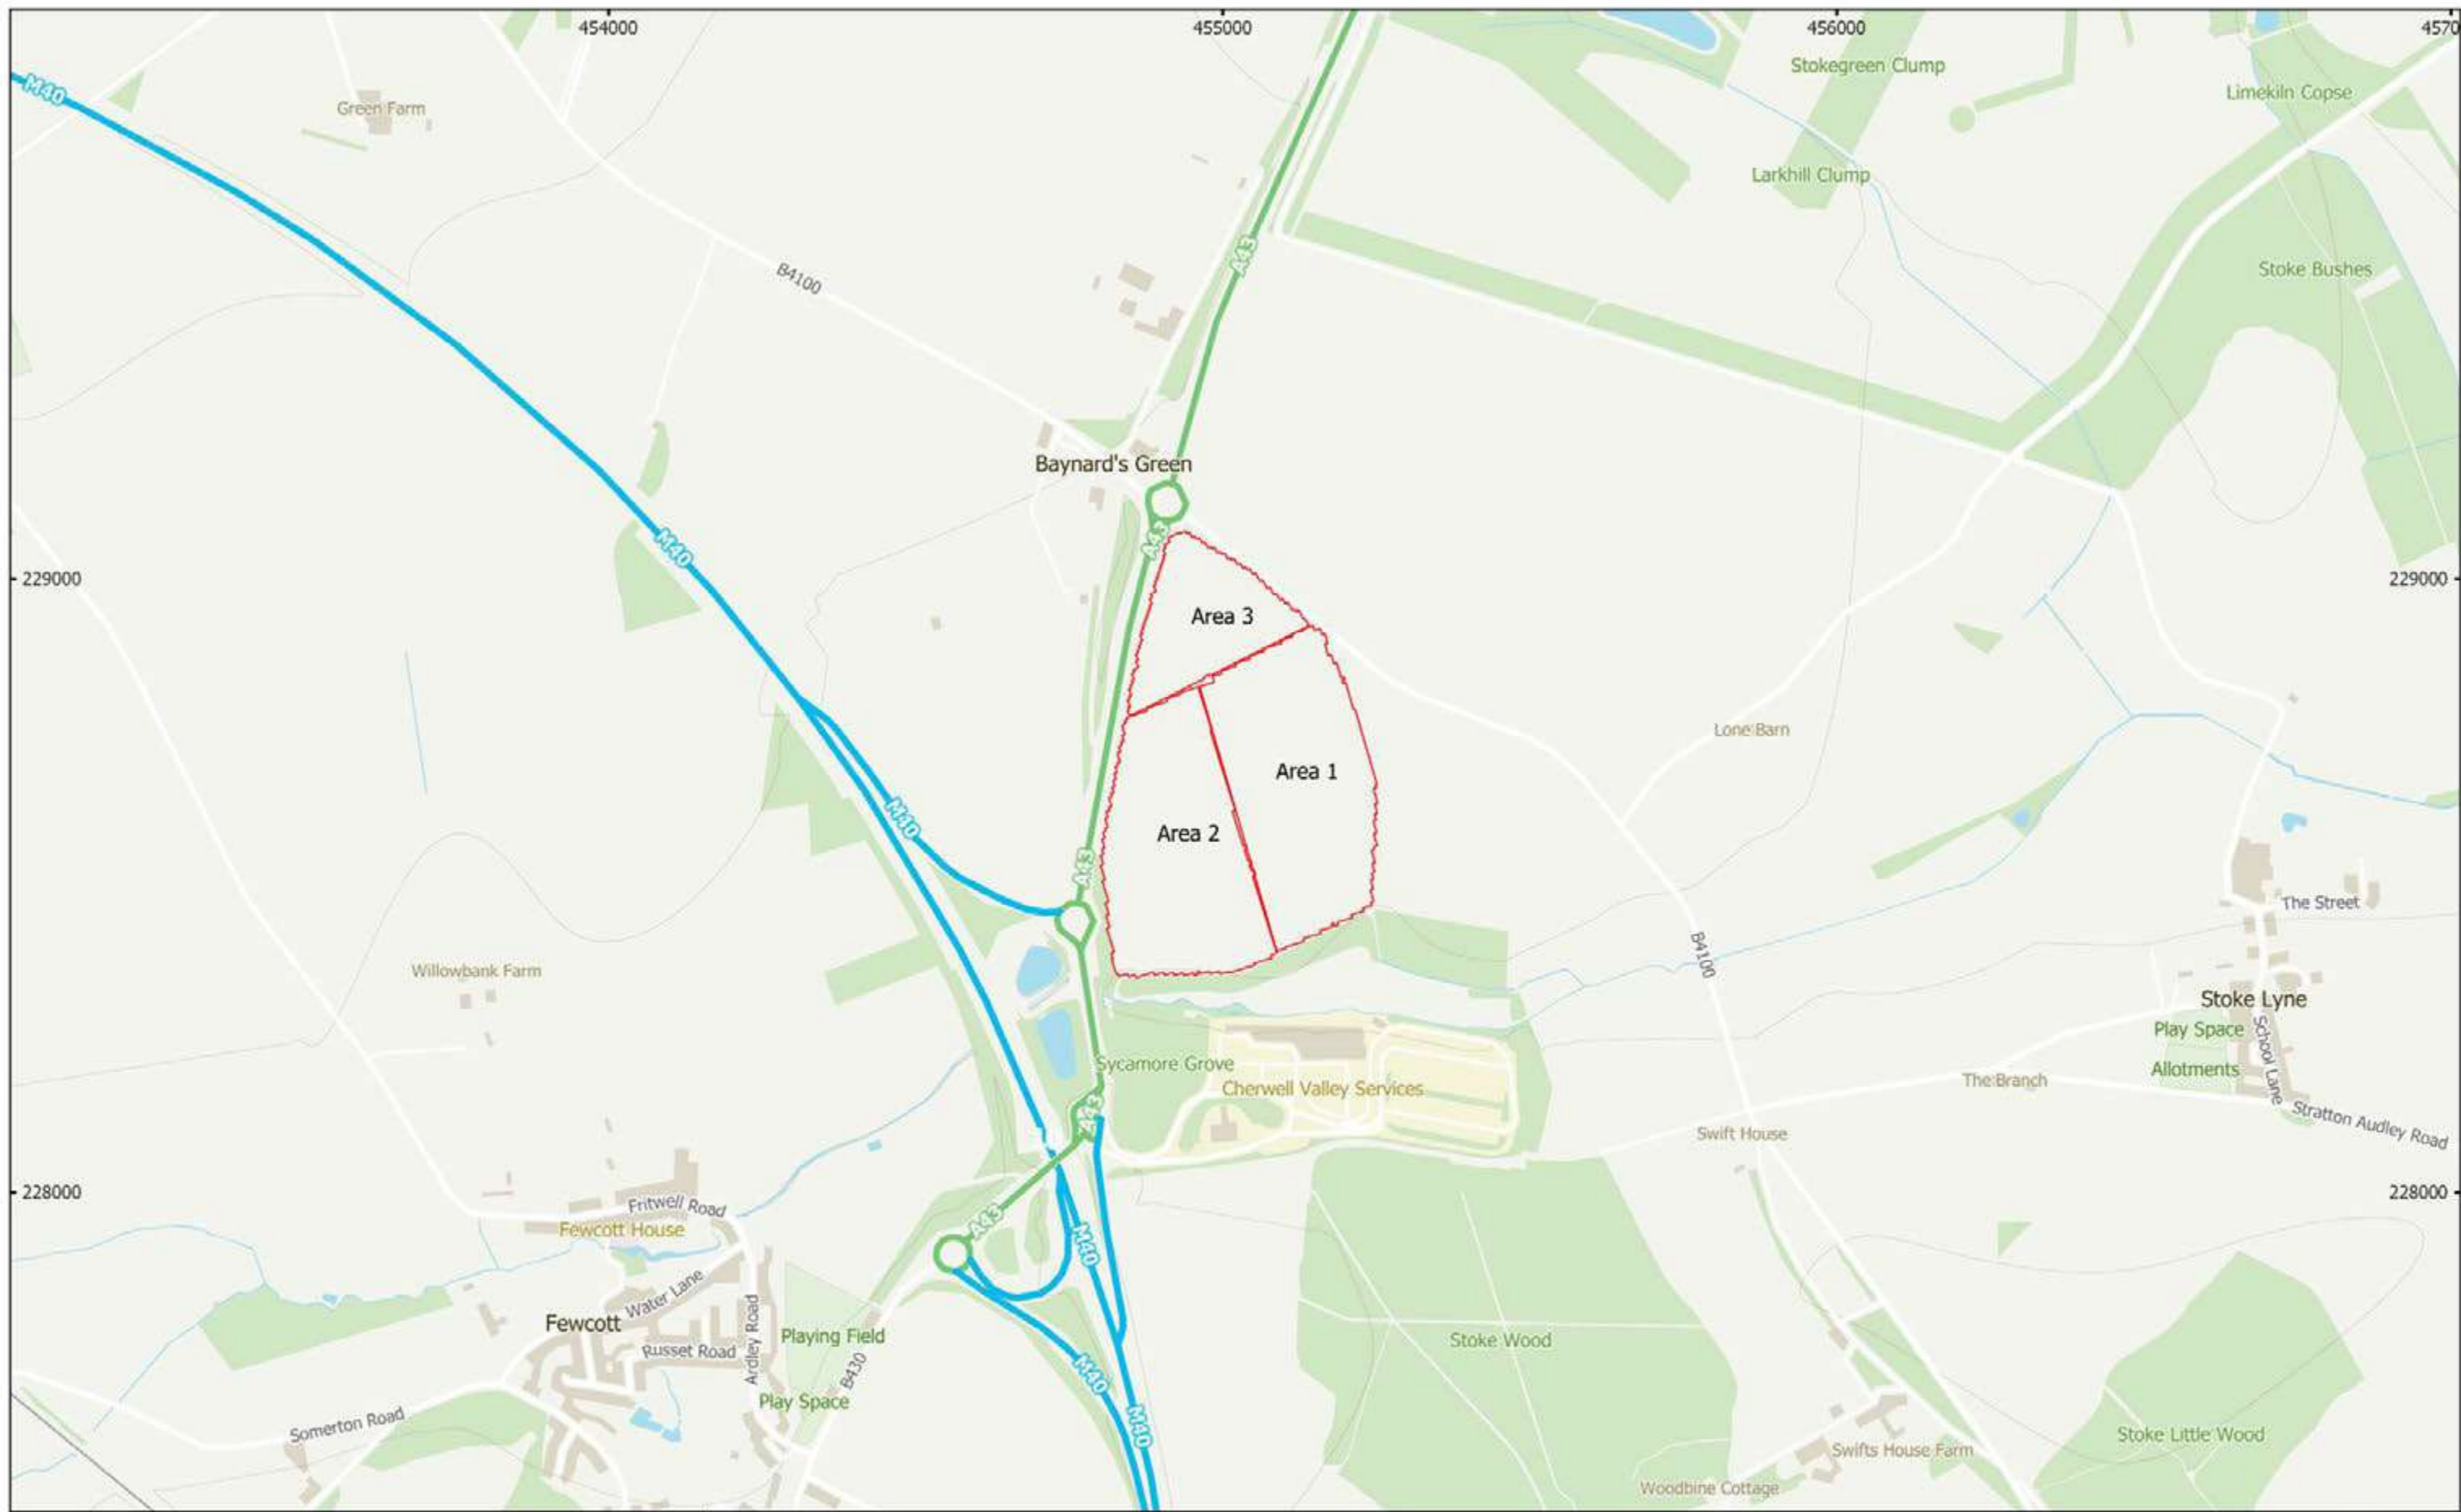 454000
455000
456000
4570
M40
Green Farm
Stokegreen Clump
Limekiln Copse
Larkhill Clump
A43
B4100
Stoke Bushes
Baynard's Green
A43
M40
229000
229000
Area 3
Lone Barn
Area 1
M40
Area 2
A43
The Street
B4100
Willowbank Farm
Stoke Lyne
Play Space
School Lane
Sycamore Grove
Cherwell Valley Services
Allotments
The Branch
A43
Stratton Audley Road
Swift House
228000
228000
Fritwell Road
Fewcott House
A43
M40
Water Lane
Fewcott
Ardley Road
Playing Field
Stoke Wood
Russet Road
B430
M40
Play Space
Somerton Road
M40
Stoke Little Wood
Swifts House Farm
Woodbine Cottage